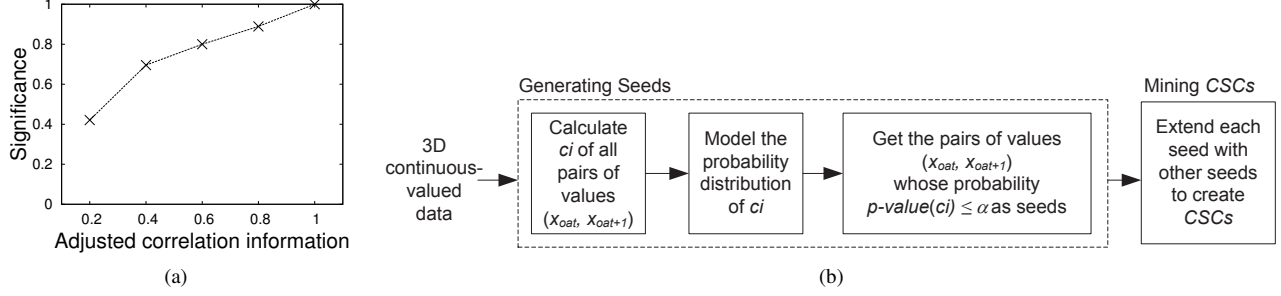 1
0.8
0.6
0.4
0.2
0
Significance
0.2 0.4 0.6 0.8 1
Adjusted correlation information
(a)
3D
continuous-
valued
data
Generating Seeds
Calculate
ci of all
pairs of
values
(x_oat, x_oat+1)
Model the
probability
distribution
of ci
Get the pairs of values
(x_oat, x_oat+1)
whose probability
p-value(ci) ≤ α as seeds
Mining CSCs
Extend each
seed with
other seeds
to create
CSCs
(b)